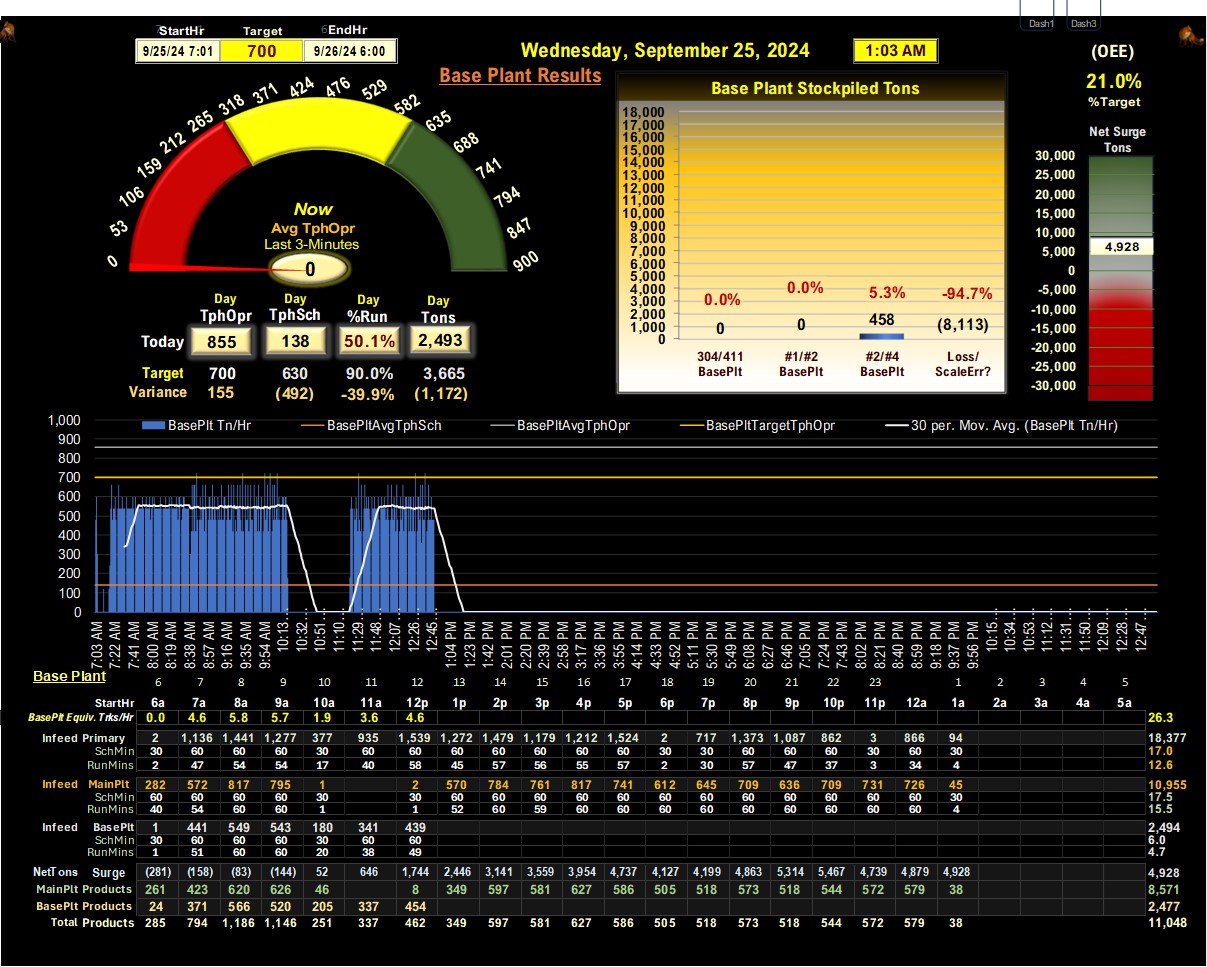 Dash1 Dash3
StartHr Target EndHr
9/25/24 7:01 700 9/26/24 6:00
Wednesday, September 25, 2024 1:03 AM
(OEE)
21.0%
%Target
Base Plant Results
0 53 106 159 212 265 318 371 424 476 529 582 635 688 741 794 847 900
Now
Avg TphOpr
Last 3-Minutes
0
Day Day Day Day
TphOpr TphSch %Run Tons
Today 855 138 50.1% 2,493
Target 700 630 90.0% 3,665
Variance 155 (492) -39.9% (1,172)
Base Plant Stockpiled Tons
18,000
17,000
16,000
15,000
14,000
13,000
12,000
11,000
10,000
9,000
8,000
7,000
6,000
5,000
4,000
3,000
2,000
1,000
0
0.0% 0.0% 5.3% -94.7%
0 0 458 (8,113)
304/411 #1/#2 #2/#4 Loss/
BasePlt BasePlt BasePlt ScaleErr?
Net Surge
Tons
30,000
25,000
20,000
15,000
10,000
5,000
0
-5,000
-10,000
-15,000
-20,000
-25,000
-30,000
4,928
BasePlt Tn/Hr BasePltAvgTphSch BasePltAvgTphOpr BasePltTargetTphOpr 30 per. Mov. Avg. (BasePlt Tn/Hr)
1,000
900
800
700
600
500
400
300
200
100
0
7:03 AM 7:22 AM 7:41 AM 8:00 AM 8:19 AM 8:38 AM 8:57 AM 9:16 AM 9:35 AM 9:54 AM 10:13... 10:32... 10:51... 11:10... 11:29... 11:48... 12:07... 12:26... 12:45... 1:04 PM 1:23 PM 1:42 PM 2:01 PM 2:20 PM 2:39 PM 2:58 PM 3:17 PM 3:36 PM 3:55 PM 4:14 PM 4:33 PM 4:52 PM 5:11 PM 5:30 PM 5:49 PM 6:08 PM 6:27 PM 6:46 PM 7:05 PM 7:24 PM 7:43 PM 8:02 PM 8:21 PM 8:40 PM 8:59 PM 9:18 PM 9:37 PM 9:56 PM 10:15... 10:34... 10:53... 11:12... 11:31... 11:50... 12:09... 12:28... 12:47...
Base Plant
6 7 8 9 10 11 12 13 14 15 16 17 18 19 20 21 22 23 1 2 3 4 5
StartHr 6a 7a 8a 9a 10a 11a 12p 1p 2p 3p 4p 5p 6p 7p 8p 9p 10p 11p 12a 1a 2a 3a 4a 5a
BasePlt Equiv. Trks/Hr 0.0 4.6 5.8 5.7 1.9 3.6 4.6 26.3
Infeed Primary 2 1,136 1,441 1,277 377 935 1,539 1,272 1,479 1,179 1,212 1,524 2 717 1,373 1,087 862 3 866 94 18,377
SchMin 30 60 60 60 30 60 60 60 60 60 60 60 30 30 60 60 60 30 60 30 17.0
RunMins 2 47 54 54 17 40 58 45 57 56 55 57 2 30 57 47 37 3 34 4 12.6
Infeed MainPlt 282 572 817 795 1 2 570 784 761 817 741 612 645 709 636 709 731 726 45 10,955
SchMin 60 60 60 60 30 30 60 60 60 60 60 60 60 60 60 60 60 60 30 17.5
RunMins 40 54 60 60 1 1 52 60 59 60 60 60 60 60 60 60 60 60 4 15.5
Infeed BasePlt 1 441 549 543 180 341 439 2,494
SchMin 30 60 60 60 30 60 60 6.0
RunMins 1 51 60 60 20 38 49 4.7
NetTons Surge (281) (158) (83) (144) 52 646 1,744 2,446 3,141 3,559 3,954 4,737 4,127 4,199 4,863 5,314 5,467 4,739 4,879 4,928 4,928
MainPlt Products 261 423 620 626 46 8 349 597 581 627 586 505 518 573 518 544 572 579 38 8,571
BasePlt Products 24 371 566 520 205 337 454 2,477
Total Products 285 794 1,186 1,146 251 337 462 349 597 581 627 586 505 518 573 518 544 572 579 38 11,048